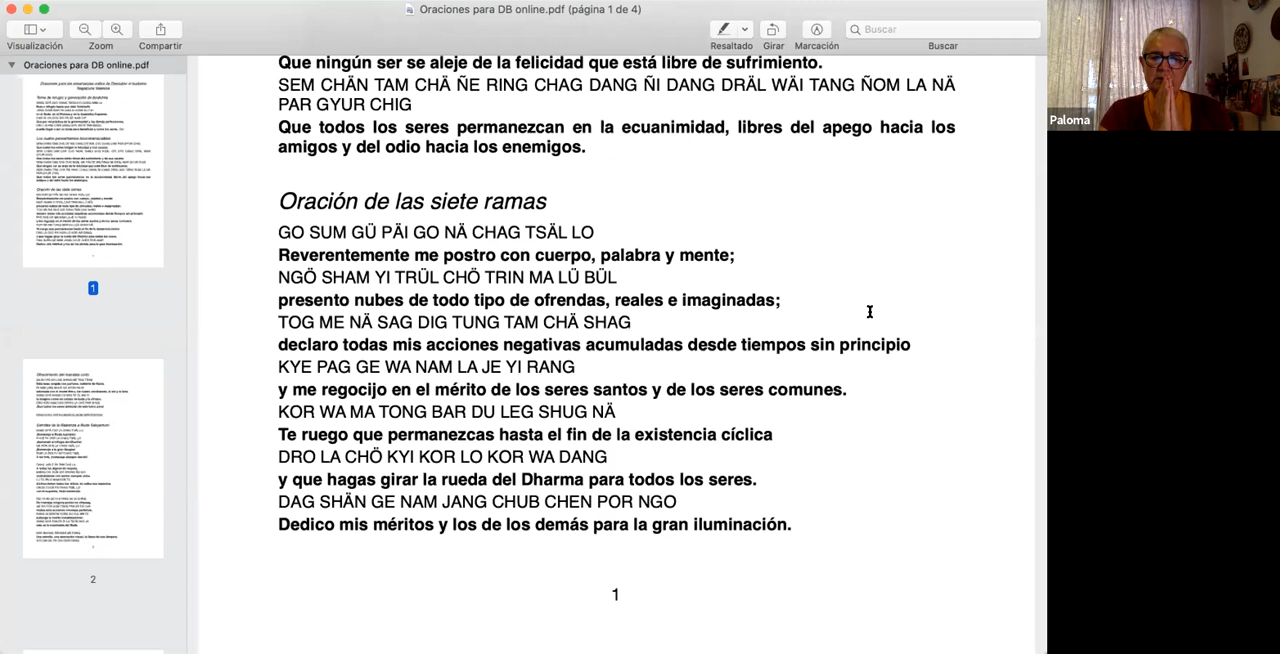 Oraciones para DB online.pdf (página 1 de 4)
Visualización
Zoom
Compartir
Resaltado
Girar
Marcación
Buscar
Buscar
Oraciones para DB online.pdf
1
2
Que ningún ser se aleje de la felicidad que está libre de sufrimiento.
SEM CHÄN TAM CHÄ ÑE RING CHAG DANG ÑI DANG DRÄL WÄI TANG ÑOM LA NÄ
PAR GYUR CHIG
Que todos los seres permanezcan en la ecuanimidad, libres del apego hacia los
amigos y del odio hacia los enemigos.
Oración de las siete ramas
GO SUM GÜ PÄI GO NÄ CHAG TSÄL LO
Reverentemente me postro con cuerpo, palabra y mente;
NGÖ SHAM YI TRÜL CHÖ TRIN MA LÜ BÜL
presento nubes de todo tipo de ofrendas, reales e imaginadas;
TOG ME NÄ SAG DIG TUNG TAM CHÄ SHAG
declaro todas mis acciones negativas acumuladas desde tiempos sin principio
KYE PAG GE WA NAM LA JE YI RANG
y me regocijo en el mérito de los seres santos y de los seres comunes.
KOR WA MA TONG BAR DU LEG SHUG NÄ
Te ruego que permanezcas hasta el fin de la existencia cíclica
DRO LA CHÖ KYI KOR LO KOR WA DANG
y que hagas girar la rueda del Dharma para todos los seres.
DAG SHÄN GE NAM JANG CHUB CHEN POR NGO
Dedico mis méritos y los de los demás para la gran iluminación.
1
Paloma